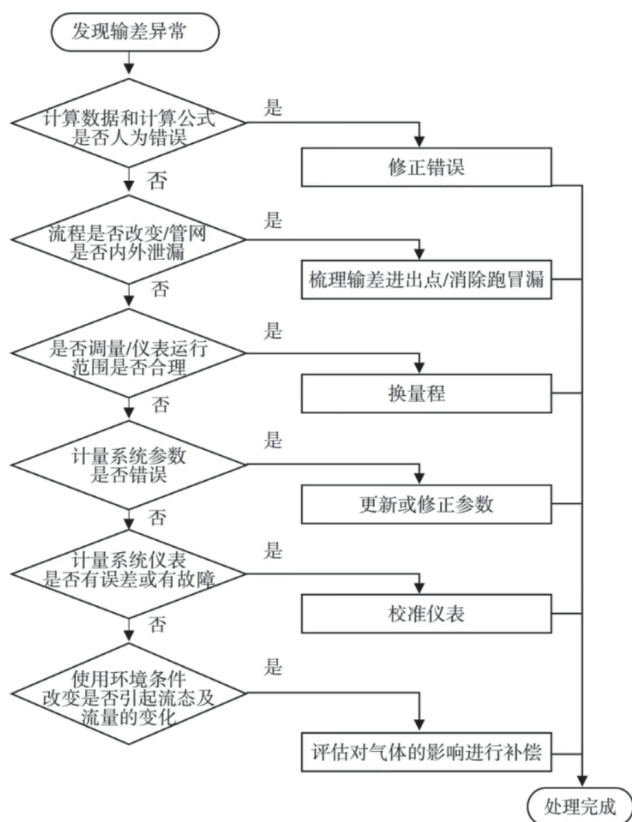 发现输差异常
计算数据和计算公式
是否人为错误
是
修正错误
否
流程是否改变/管网
是否内外泄漏
是
梳理输差进出点/消除跑冒漏
否
是否调量/仪表运行
范围是否合理
是
换量程
否
计量系统参数
是否错误
是
更新或修正参数
否
计量系统仪表
是否有误差或有故障
是
校准仪表
否
使用环境条件
改变是否引起流态及
流量的变化
是
评估对气体的影响进行补偿
处理完成